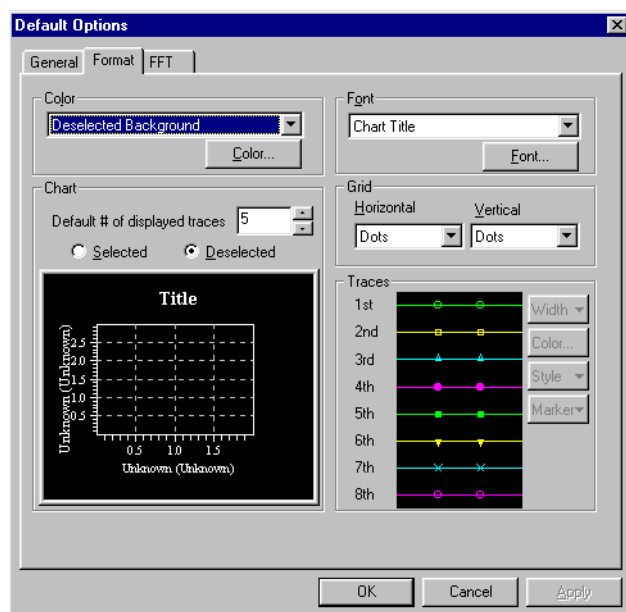 Default Options
General Format FFT
Color
Deselected Background
Color...
Font
Chart Title
Font...
Chart
Default # of displayed traces 5
Selected Deselected
Title
Unknown (Unknown)
2.5
2.0
1.5
1.0
0.5
0.5 1.0 1.5
Unknown (Unknown)
Grid
Horizontal Vertical
Dots Dots
Traces
1st
2nd
3rd
4th
5th
6th
7th
8th
Width
Color...
Style
Marker
OK Cancel Apply